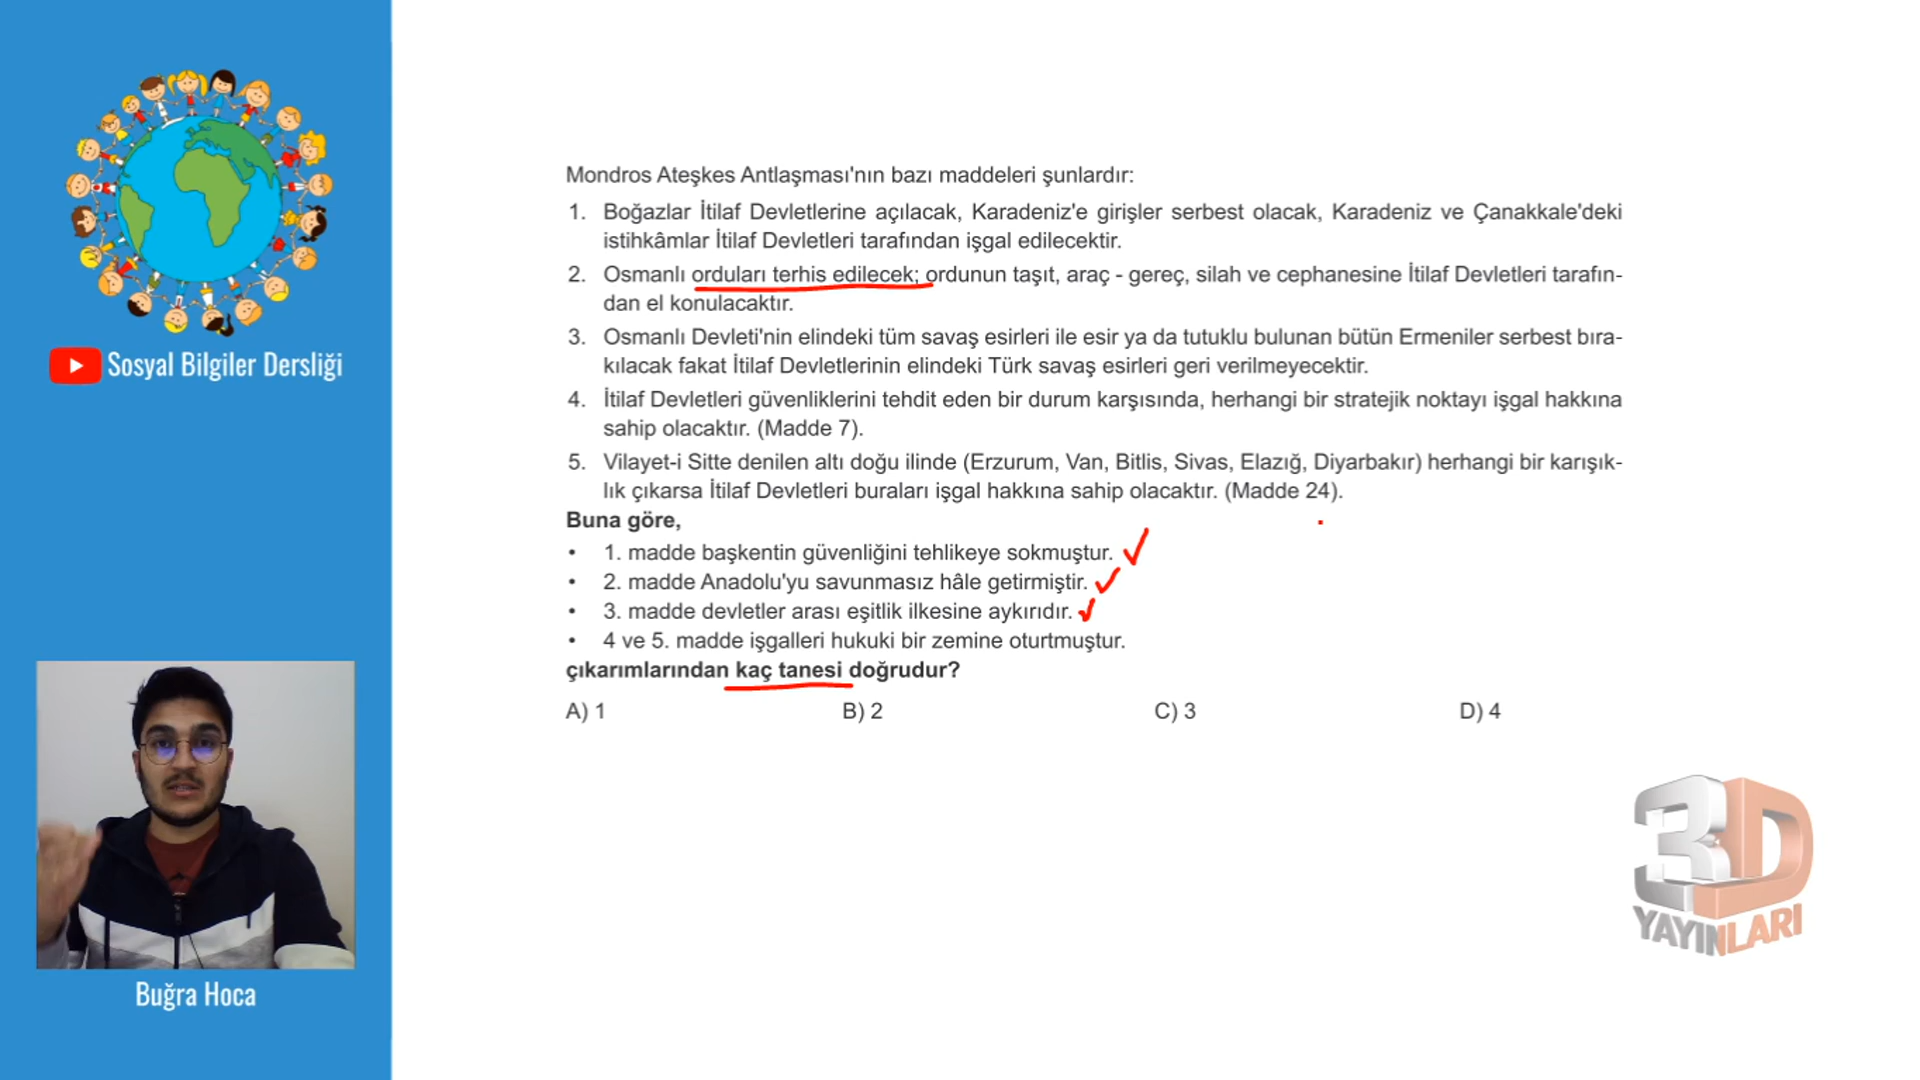 Mondros Ateşkes Antlaşması'nın bazı maddeleri şunlardır:
1. Boğazlar İtilaf Devletlerine açılacak, Karadeniz'e girişler serbest olacak, Karadeniz ve Çanakkale'deki
istihkâmlar İtilaf Devletleri tarafından işgal edilecektir.
2. Osmanlı orduları terhis edilecek; ordunun taşıt, araç - gereç, silah ve cephanesine İtilaf Devletleri tarafın-
dan el konulacaktır.
3. Osmanlı Devleti'nin elindeki tüm savaş esirleri ile esir ya da tutuklu bulunan bütün Ermeniler serbest bıra-
kılacak fakat İtilaf Devletlerinin elindeki Türk savaş esirleri geri verilmeyecektir.
4. İtilaf Devletleri güvenliklerini tehdit eden bir durum karşısında, herhangi bir stratejik noktayı işgal hakkına
sahip olacaktır. (Madde 7).
5. Vilayet-i Sitte denilen altı doğu ilinde (Erzurum, Van, Bitlis, Sivas, Elazığ, Diyarbakır) herhangi bir karışık-
lık çıkarsa İtilaf Devletleri buraları işgal hakkına sahip olacaktır. (Madde 24).
Buna göre,
• 1. madde başkentin güvenliğini tehlikeye sokmuştur.
• 2. madde Anadolu'yu savunmasız hâle getirmiştir.
• 3. madde devletler arası eşitlik ilkesine aykırıdır.
• 4 ve 5. madde işgalleri hukuki bir zemine oturtmuştur.
çıkarımlarından kaç tanesi doğrudur?
A) 1 B) 2 C) 3 D) 4
Sosyal Bilgiler Dersliği
Buğra Hoca
3D
YAYINLARI